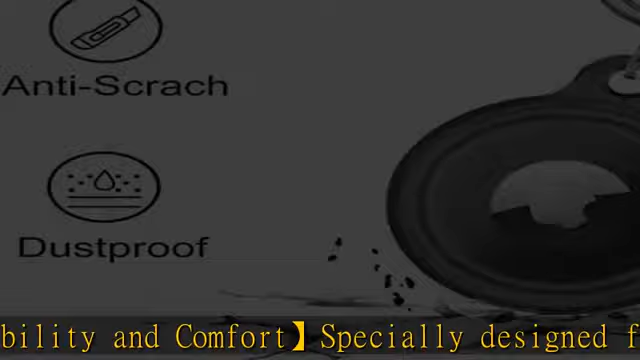 Anti-Scrach
Dustproof
bility and Comfort】Specially designed f